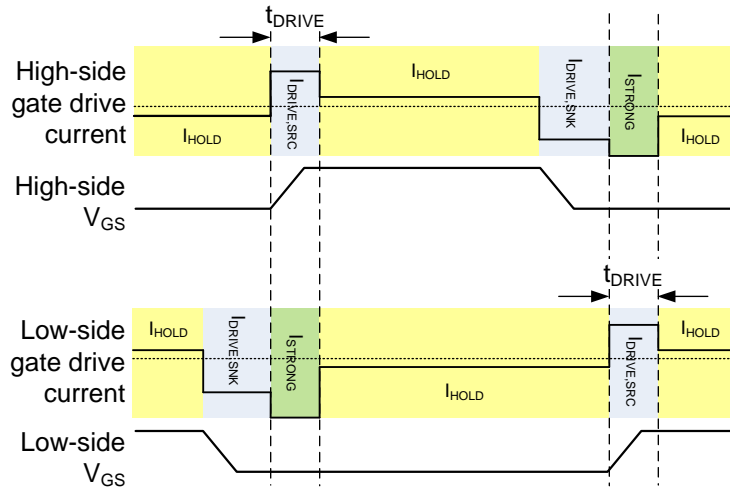 tDRIVE
High-side
gate drive
current
IHOLD
IDRIVE,SRC
IHOLD
IDRIVE,SNK
ISTRONG
IHOLD
High-side
VGS
tDRIVE
Low-side
gate drive
current
IHOLD
IDRIVE,SNK
ISTRONG
IHOLD
IDRIVE,SRC
IHOLD
Low-side
VGS